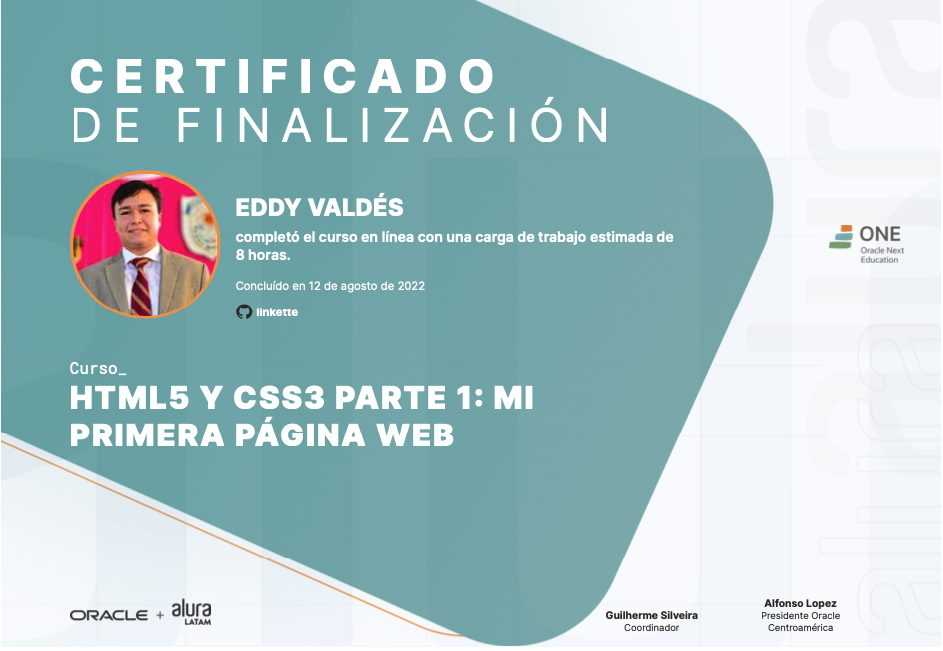 CERTIFICADO
DE FINALIZACIÓN
EDDY VALDÉS
completó el curso en línea con una carga de trabajo estimada de
8 horas.
Concluído en 12 de agosto de 2022
linkette
ONE
Oracle Next
Education
Curso_
HTML5 Y CSS3 PARTE 1: MI
PRIMERA PÁGINA WEB
ORACLE + alura
LATAM
Guilherme Silveira
Coordinador
Alfonso Lopez
Presidente Oracle
Centroamérica
alura
alura